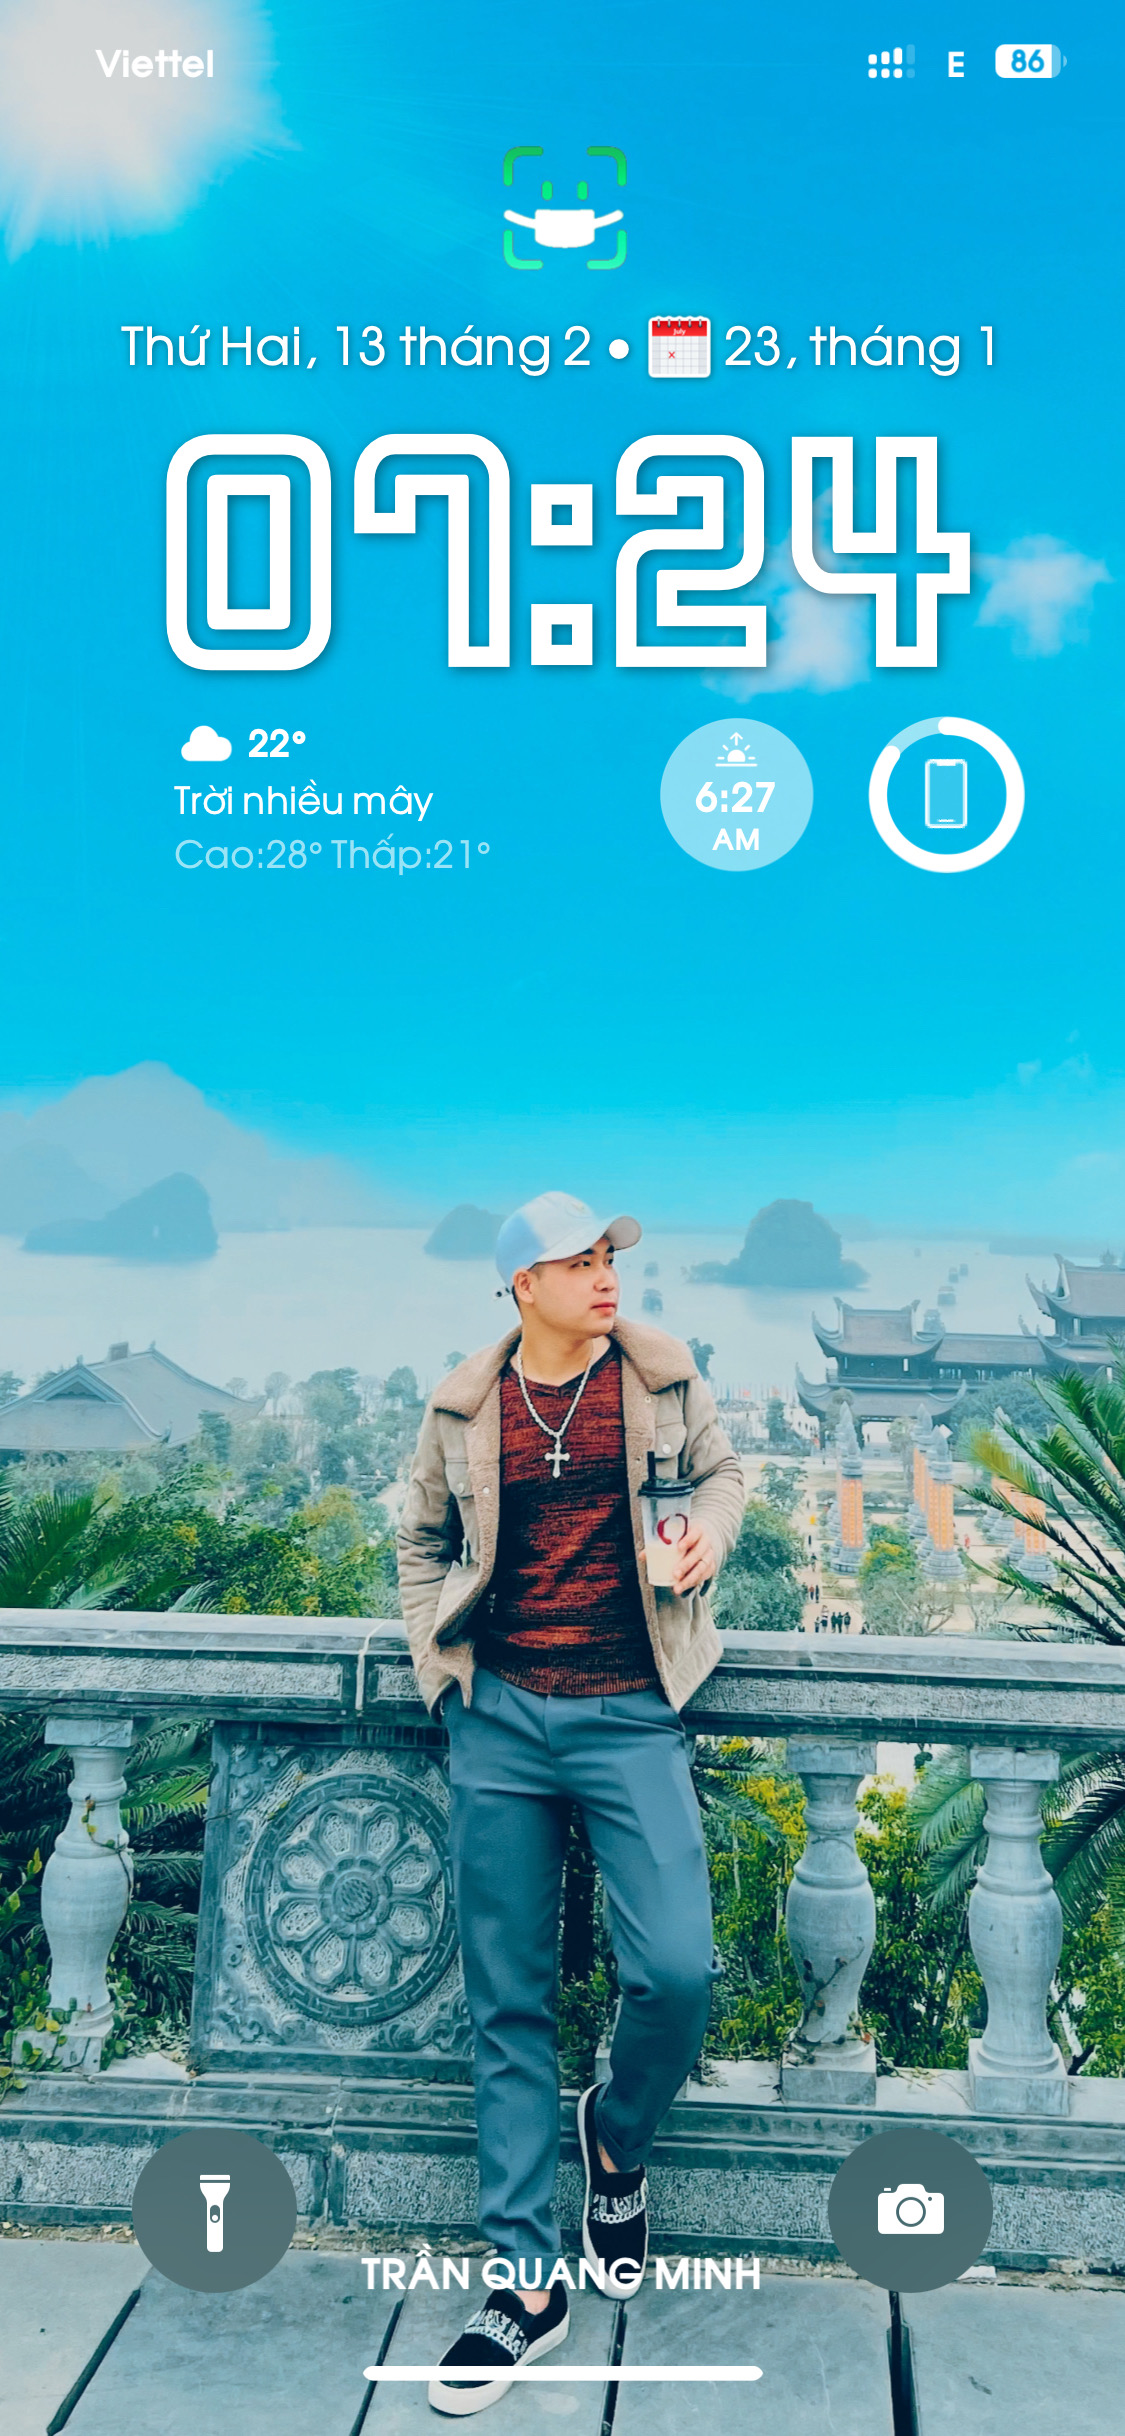 Viettel E 86
Thứ Hai, 13 tháng 2 • July 23, tháng 1
07:24
22°
Trời nhiều mây
Cao:28° Thấp:21°
6:27
AM
TRẦN QUANG MINH